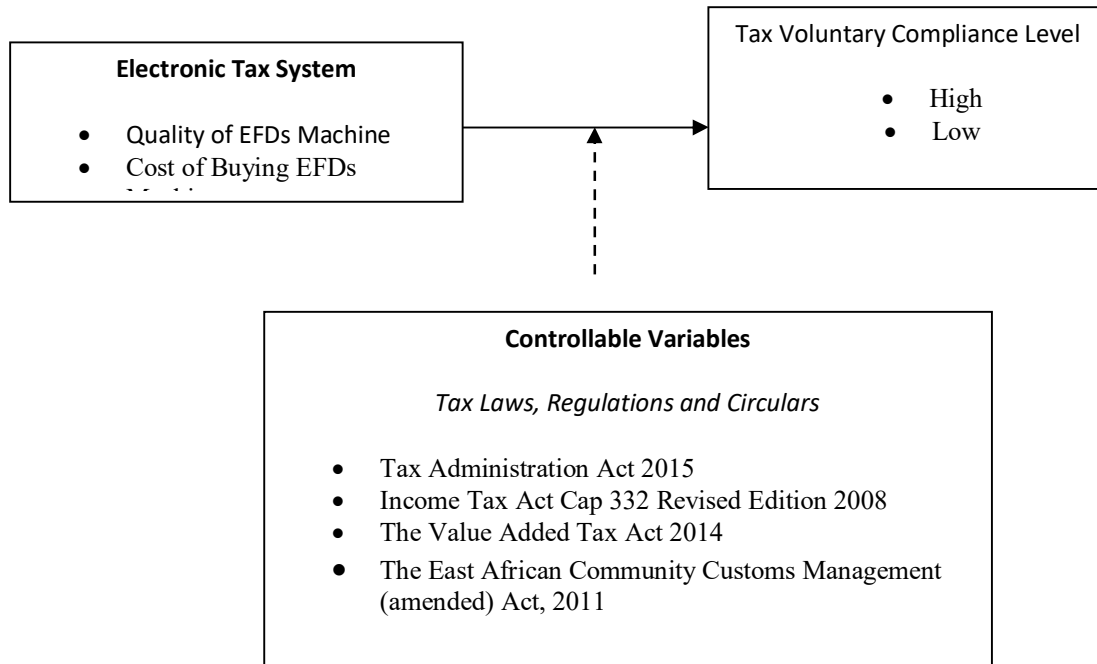 Electronic Tax System
• Quality of EFDs Machine
• Cost of Buying EFDs
Tax Voluntary Compliance Level
• High
• Low
Controllable Variables
Tax Laws, Regulations and Circulars
• Tax Administration Act 2015
• Income Tax Act Cap 332 Revised Edition 2008
• The Value Added Tax Act 2014
• The East African Community Customs Management
(amended) Act, 2011